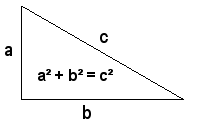 c
a
a² + b² = c²
b